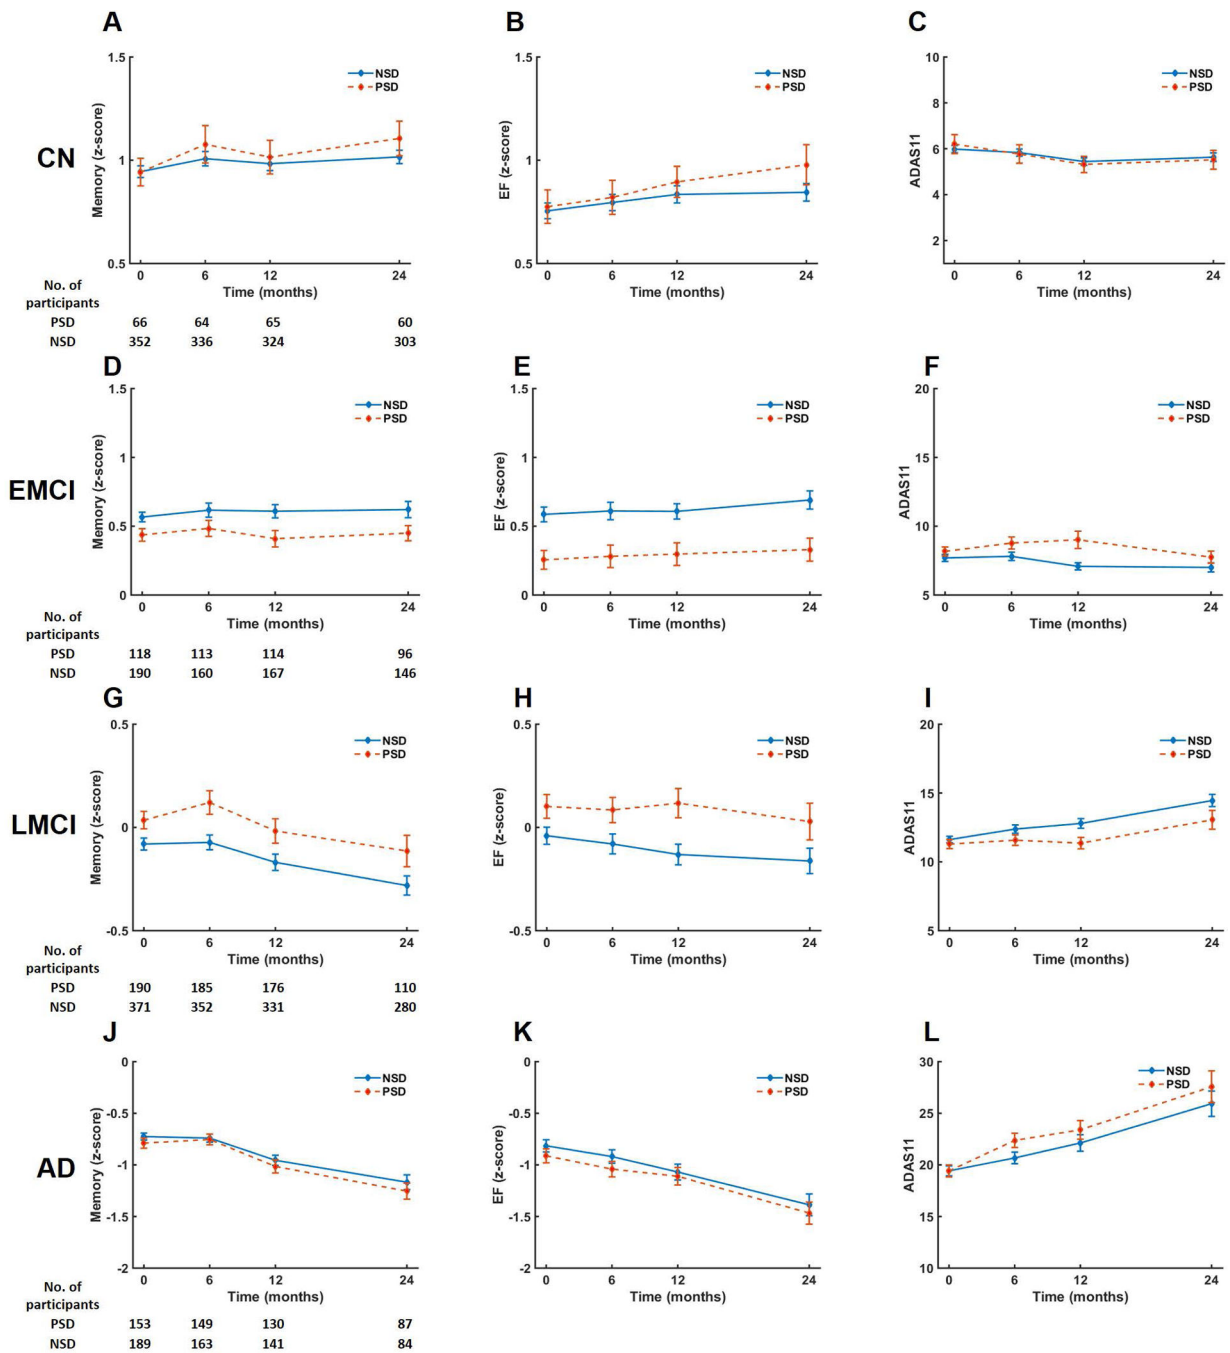 A
B
C
CN
1.5
1
0.5
Memory (z-score)
NSD
PSD
0 6 12 24
Time (months)
1.5
1
0.5
EF (z-score)
NSD
PSD
0 6 12 24
Time (months)
10
8
6
4
2
ADAS11
NSD
PSD
0 6 12 24
Time (months)
No. of
participants
PSD 66 64 65 60
NSD 352 336 324 303
D
E
F
EMCI
1.5
1
0.5
0
Memory (z-score)
NSD
PSD
0 6 12 24
Time (months)
1.5
1
0.5
0
EF (z-score)
NSD
PSD
0 6 12 24
Time (months)
20
15
10
5
ADAS11
NSD
PSD
0 6 12 24
Time (months)
No. of
participants
PSD 118 113 114 96
NSD 190 160 167 146
G
H
I
LMCI
0.5
0
-0.5
Memory (z-score)
NSD
PSD
0 6 12 24
Time (months)
0.5
0
-0.5
EF (z-score)
NSD
PSD
0 6 12 24
Time (months)
20
15
10
5
ADAS11
NSD
PSD
0 6 12 24
Time (months)
No. of
participants
PSD 190 185 176 110
NSD 371 352 331 280
J
K
L
AD
0
-0.5
-1
-1.5
-2
Memory (z-score)
NSD
PSD
0 6 12 24
Time (months)
0
-0.5
-1
-1.5
-2
EF (z-score)
NSD
PSD
0 6 12 24
Time (months)
30
25
20
15
10
ADAS11
NSD
PSD
0 6 12 24
Time (months)
No. of
participants
PSD 153 149 130 87
NSD 189 163 141 84